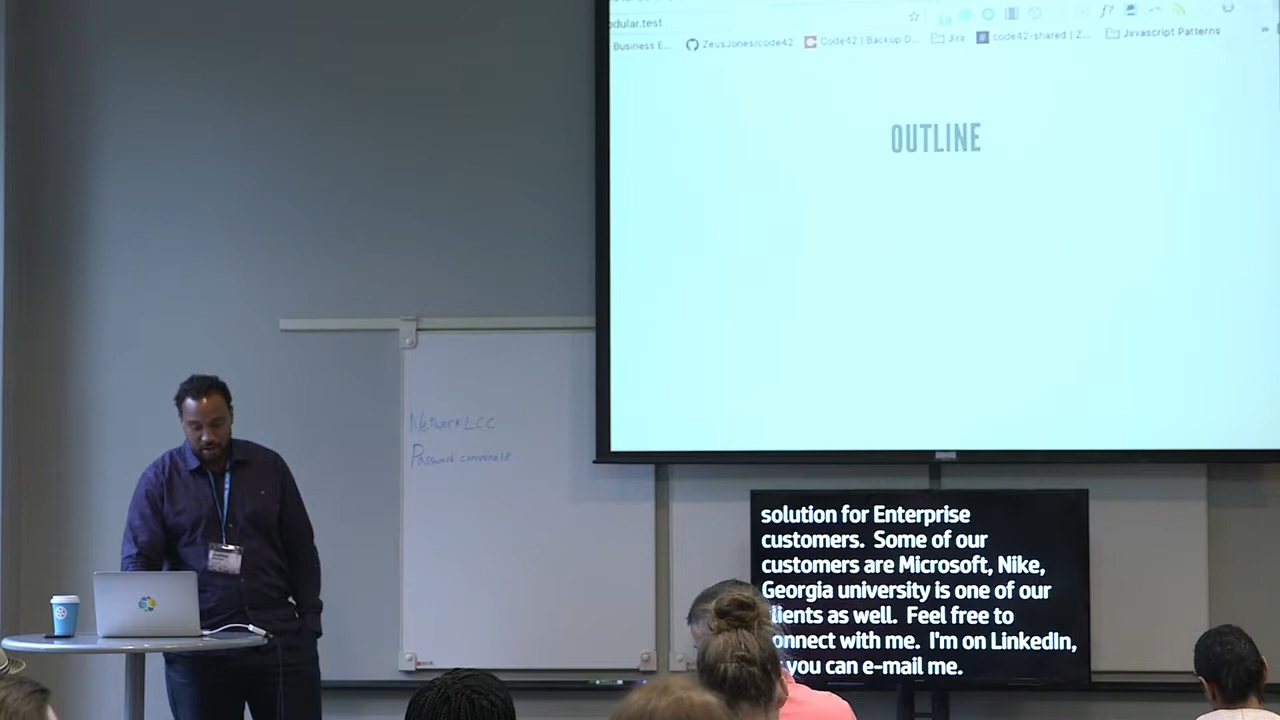 odular.test
Business E...
ZeusJones/code42
Code42 | Backup D...
Jira
code42-shared | Z...
Javascript Patterns
OUTLINE
Network LCC
Password
solution for Enterprise
customers. Some of our
customers are Microsoft, Nike,
Georgia university is one of our
lients as well. Feel free to
onnect with me. I'm on LinkedIn,
you can e-mail me.